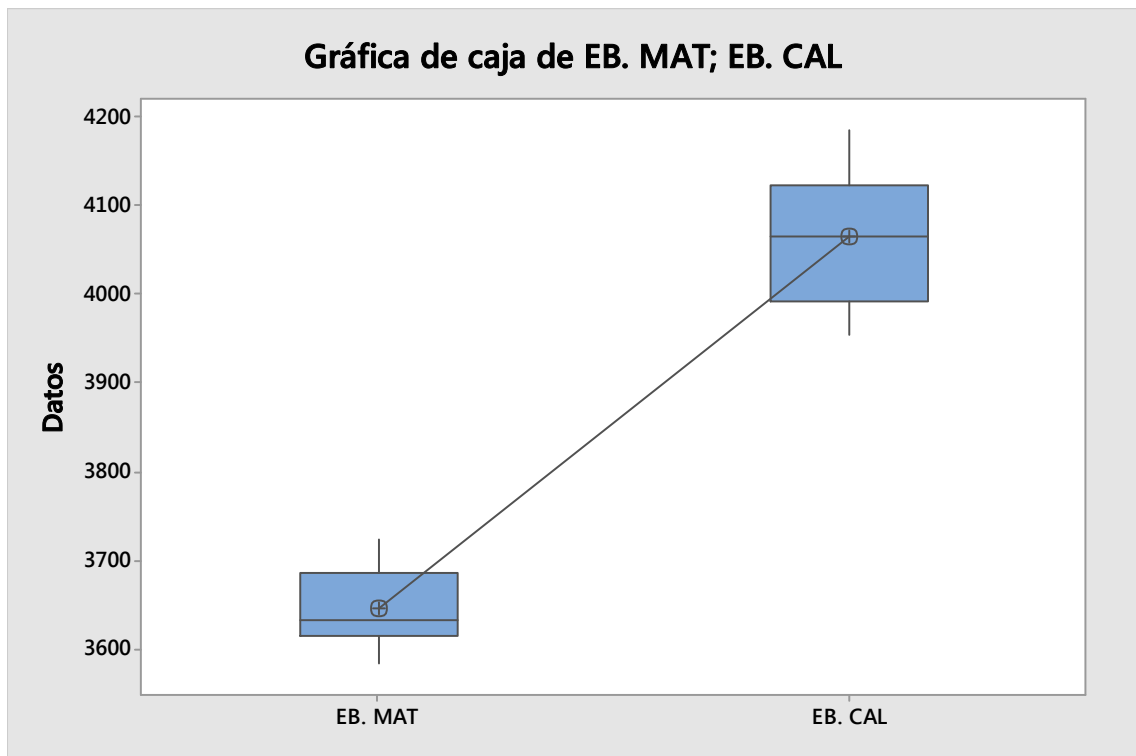 Gráfica de caja de EB. MAT; EB. CAL
4200
4100
4000
3900
3800
3700
3600
Datos
EB. MAT
EB. CAL